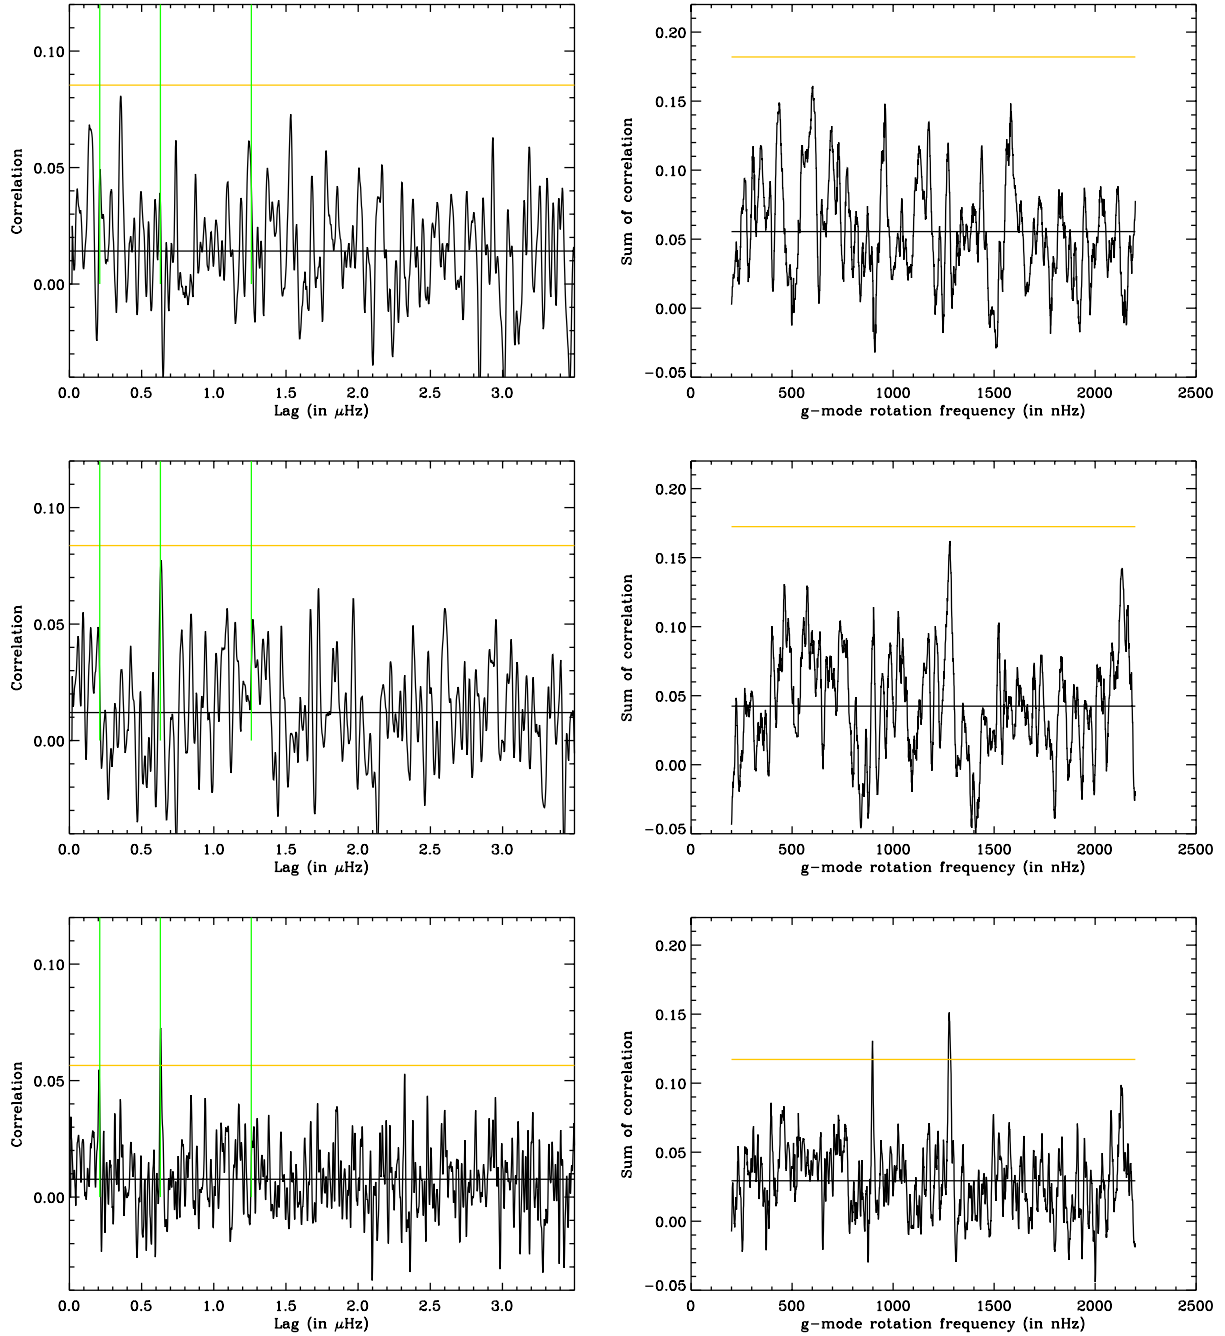 0.10
0.05
0.00
Correlation
0.0 0.5 1.0 1.5 2.0 2.5 3.0
Lag (in μHz)
0.20
0.15
0.10
0.05
0.00
−0.05
Sum of correlation
0 500 1000 1500 2000 2500
g-mode rotation frequency (in nHz)
0.10
0.05
0.00
Correlation
0.0 0.5 1.0 1.5 2.0 2.5 3.0
Lag (in μHz)
0.20
0.15
0.10
0.05
0.00
−0.05
Sum of correlation
0 500 1000 1500 2000 2500
g-mode rotation frequency (in nHz)
0.10
0.05
0.00
Correlation
0.0 0.5 1.0 1.5 2.0 2.5 3.0
Lag (in μHz)
0.20
0.15
0.10
0.05
0.00
−0.05
Sum of correlation
0 500 1000 1500 2000 2500
g-mode rotation frequency (in nHz)